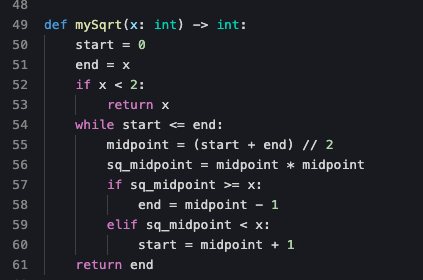 48
49 def mySqrt(x: int) -> int:
50     start = 0
51     end = x
52     if x < 2:
53         return x
54     while start <= end:
55         midpoint = (start + end) // 2
56         sq_midpoint = midpoint * midpoint
57         if sq_midpoint >= x:
58             end = midpoint - 1
59         elif sq_midpoint < x:
60             start = midpoint + 1
61     return end